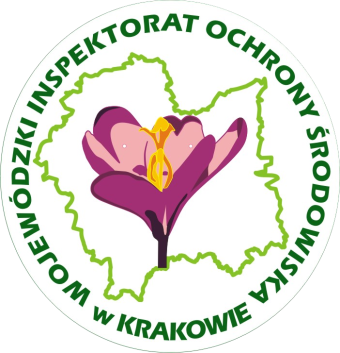 WOJEWÓDZKI INSPEKTORAT OCHRONY ŚRODOWISKA
w KRAKOWIE